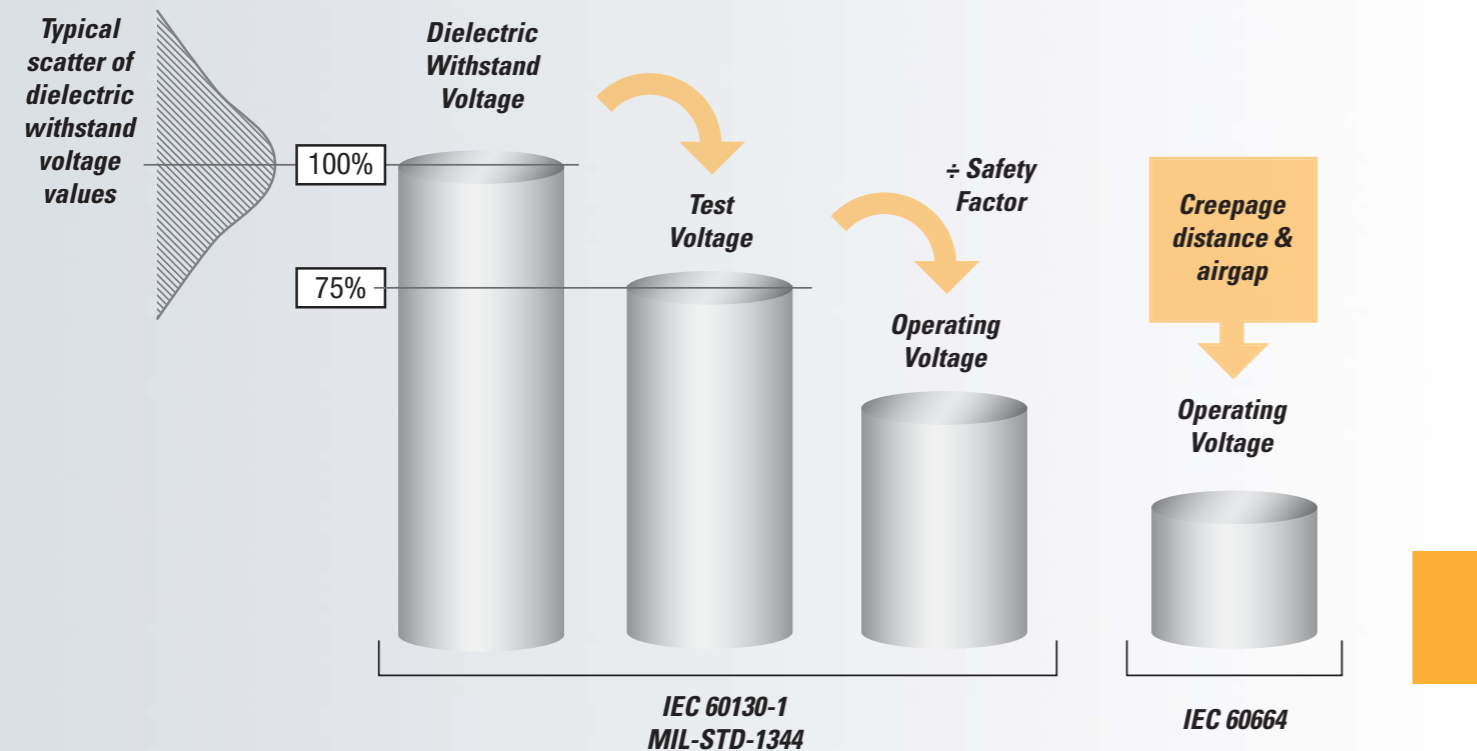 Typical
scatter of
dielectric
withstand
voltage
values
100%
75%
Dielectric
Withstand
Voltage
Test
Voltage
÷ Safety
Factor
Operating
Voltage
Creepage
distance &
airgap
Operating
Voltage
IEC 60130-1
MIL-STD-1344
IEC 60664